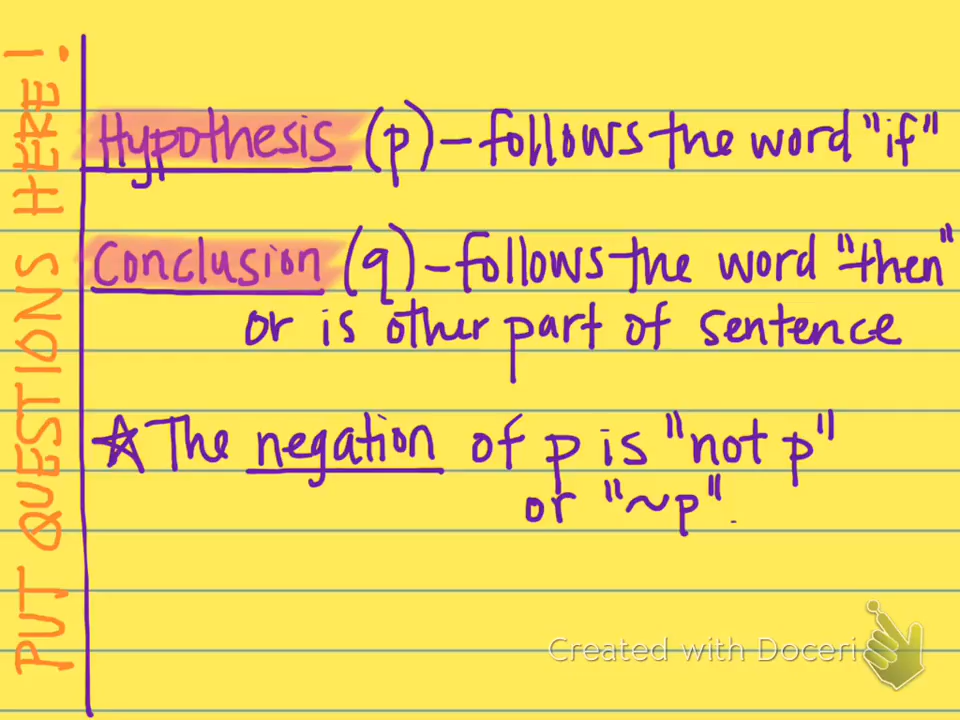 PUT QUESTIONS HERE!
Hypothesis (p) - follows the word "if"
Conclusion (q) - follows the word "then"
or is other part of sentence
☆ The negation of p is "not p"
or "~p".
Created with Doceri